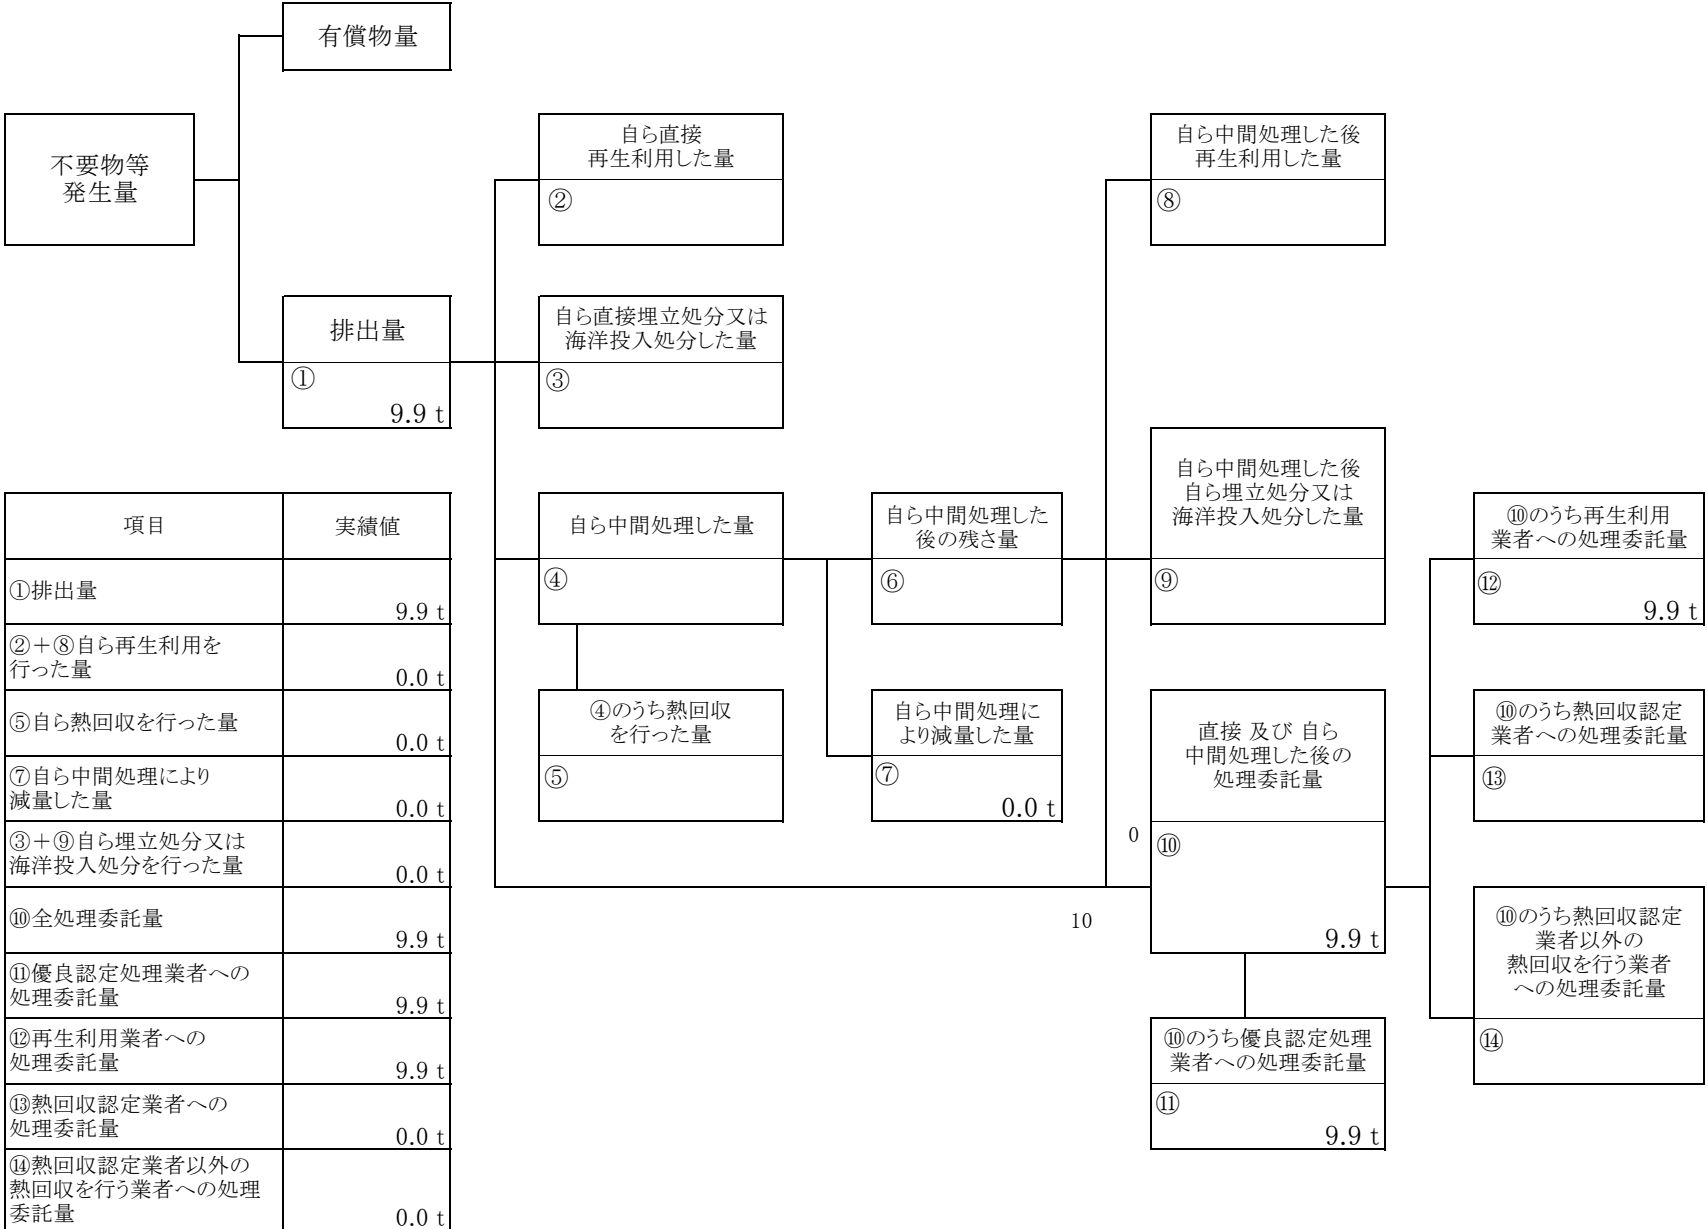 有償物量
不要物等
発生量
自ら直接
再生利用した量
②
自ら中間処理した後
再生利用した量
⑧
排出量
①
9.9 t
自ら直接埋立処分又は
海洋投入処分した量
③
自ら中間処理した後
自ら埋立処分又は
海洋投入処分した量
⑨
自ら中間処理した量
④
自ら中間処理した
後の残さ量
⑥
⑩のうち再生利用
業者への処理委託量
⑫
9.9 t
④のうち熱回収
を行った量
⑤
自ら中間処理に
より減量した量
⑦
0.0 t
直接 及び 自ら
中間処理した後の
処理委託量
0
⑩
9.9 t
10
⑩のうち熱回収認定
業者への処理委託量
⑬
⑩のうち熱回収認定
業者以外の
熱回収を行う業者
への処理委託量
⑭
⑩のうち優良認定処理
業者への処理委託量
⑪
9.9 t
項目 実績値
①排出量
9.9 t
②＋⑧自ら再生利用を
行った量
0.0 t
⑤自ら熱回収を行った量
0.0 t
⑦自ら中間処理により
減量した量
0.0 t
③＋⑨自ら埋立処分又は
海洋投入処分を行った量
0.0 t
⑩全処理委託量
9.9 t
⑪優良認定処理業者への
処理委託量
9.9 t
⑫再生利用業者への
処理委託量
9.9 t
⑬熱回収認定業者への
処理委託量
0.0 t
⑭熱回収認定業者以外の
熱回収を行う業者への処理
委託量
0.0 t